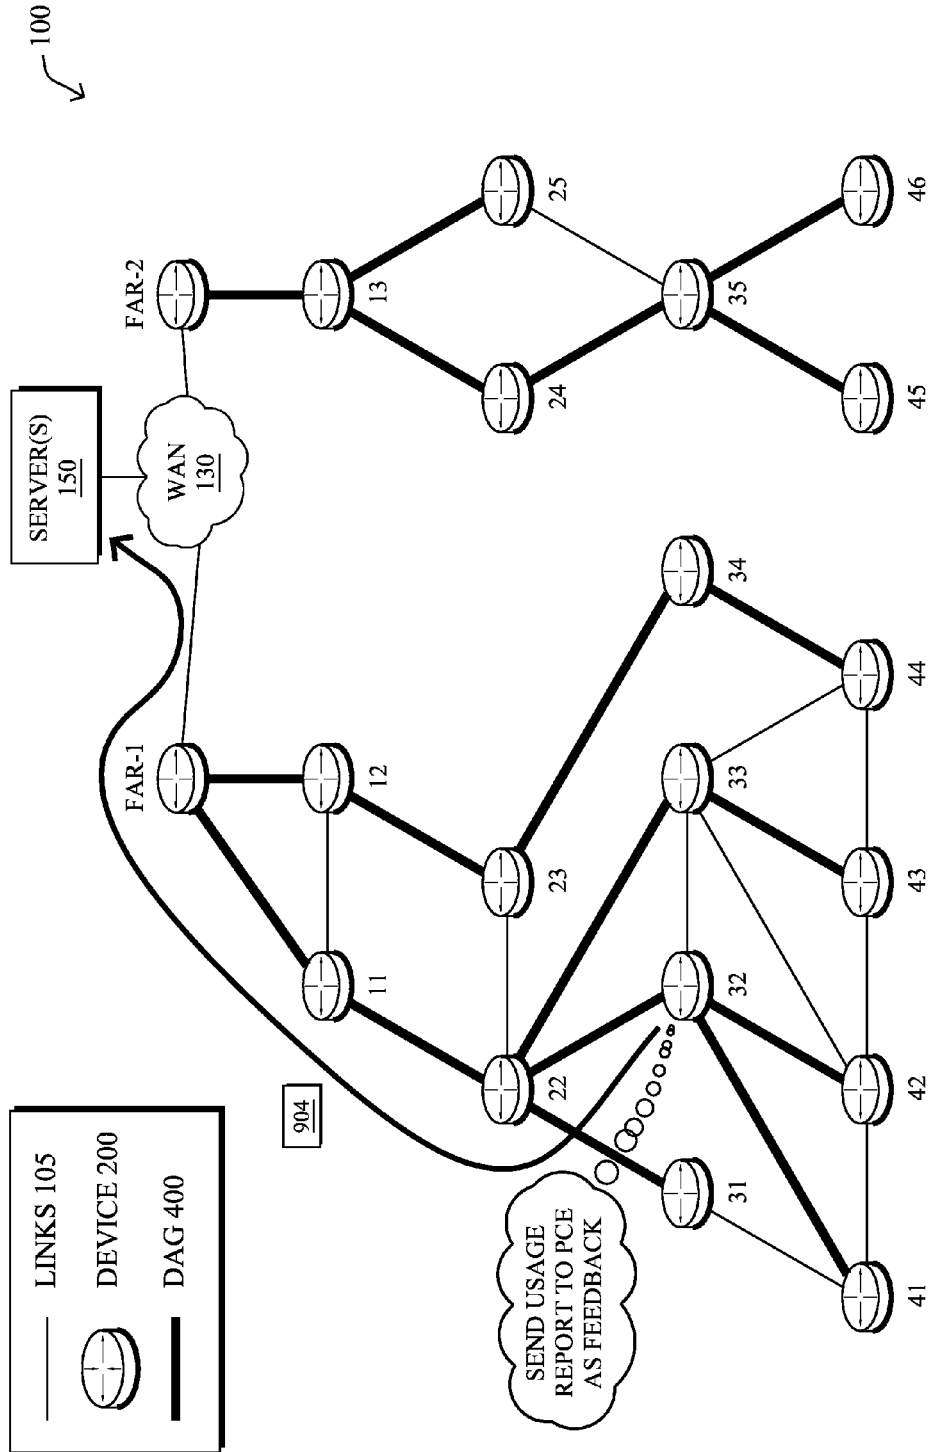 100
SERVER(S)
150
WAN
130
FAR-1
FAR-2
11
12
13
904
22
23
24
25
31
32
33
34
35
41
42
43
44
45
46
SEND USAGE
REPORT TO PCE
AS FEEDBACK
LINKS 105
DEVICE 200
DAG 400